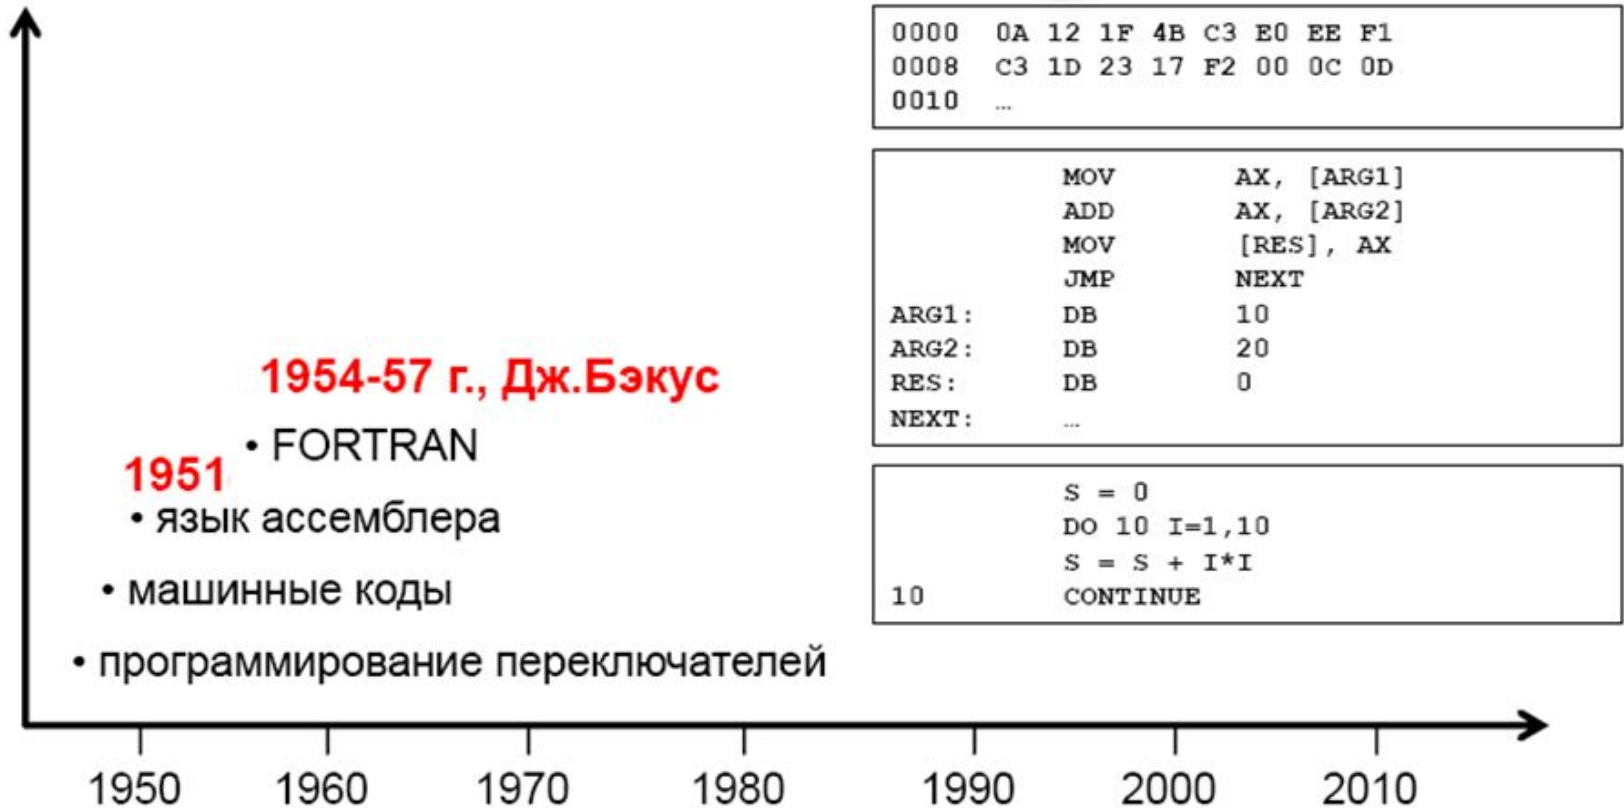 1954-57 г., Дж.Бэкус
• FORTRAN
1951
• язык ассемблера
• машинные коды
• программирование переключателей
1950 1960 1970 1980 1990 2000 2010
0000 0A 12 1F 4B C3 E0 EE F1
0008 C3 1D 23 17 F2 00 0C 0D
0010 …
MOV AX, [ARG1]
ADD AX, [ARG2]
MOV [RES], AX
JMP NEXT
ARG1: DB 10
ARG2: DB 20
RES: DB 0
NEXT: …
S = 0
DO 10 I=1,10
S = S + I*I
10 CONTINUE